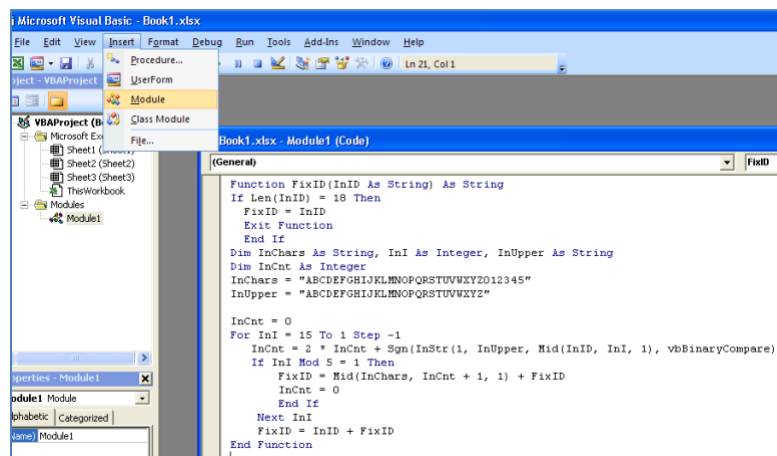 Microsoft Visual Basic - Book1.xlsx
File Edit View Insert Format Debug Run Tools Add-Ins Window Help
Ln 21, Col 1
Procedure...
UserForm
Module
Class Module
File...
oject - VBAProject
VBAProject (B
Microsoft Ex
Sheet1 (Sheet1)
Sheet2 (Sheet2)
Sheet3 (Sheet3)
ThisWorkbook
Modules
Module1
Book1.xlsx - Module1 (Code)
(General) FixID
Function FixID(InID As String) As String
If Len(InID) = 18 Then
FixID = InID
Exit Function
End If
Dim InChars As String, InI As Integer, InUpper As String
Dim InCnt As Integer
InChars = "ABCDEFGHIJKLMNOPQRSTUVWXYZ012345"
InUpper = "ABCDEFGHIJKLMNOPQRSTUVWXYZ"
InCnt = 0
For InI = 15 To 1 Step -1
InCnt = 2 * InCnt + Sgn(InStr(1, InUpper, Mid(InID, InI, 1), vbBinaryCompare)
If InI Mod 5 = 1 Then
FixID = Mid(InChars, InCnt + 1, 1) + FixID
InCnt = 0
End If
Next InI
FixID = InID + FixID
End Function
operties - Module1
odule1 Module
lphabetic Categorized
Name) Module1